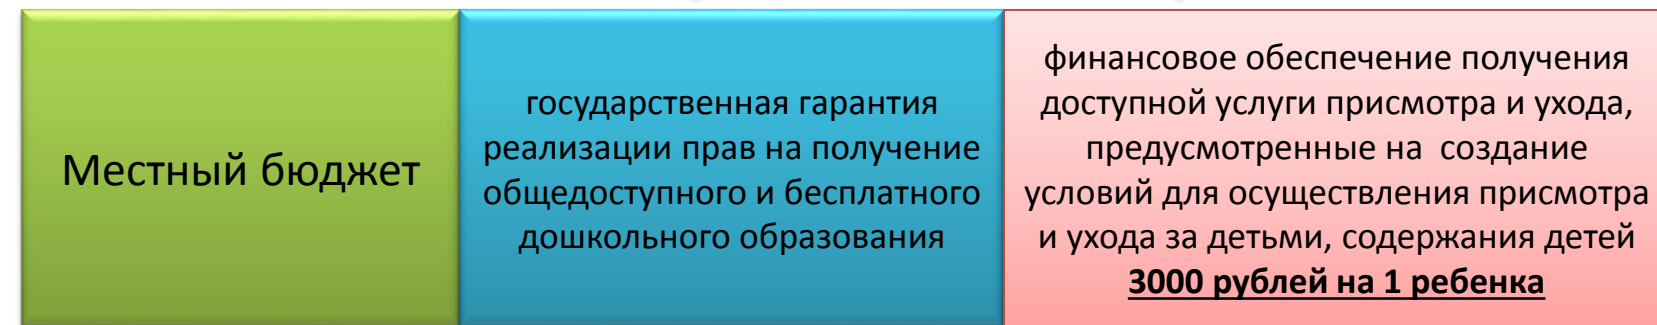 Местный бюджет
государственная гарантия
реализации прав на получение
общедоступного и бесплатного
дошкольного образования
финансовое обеспечение получения
доступной услуги присмотра и ухода,
предусмотренные на создание
условий для осуществления присмотра
и ухода за детьми, содержания детей
3000 рублей на 1 ребенка